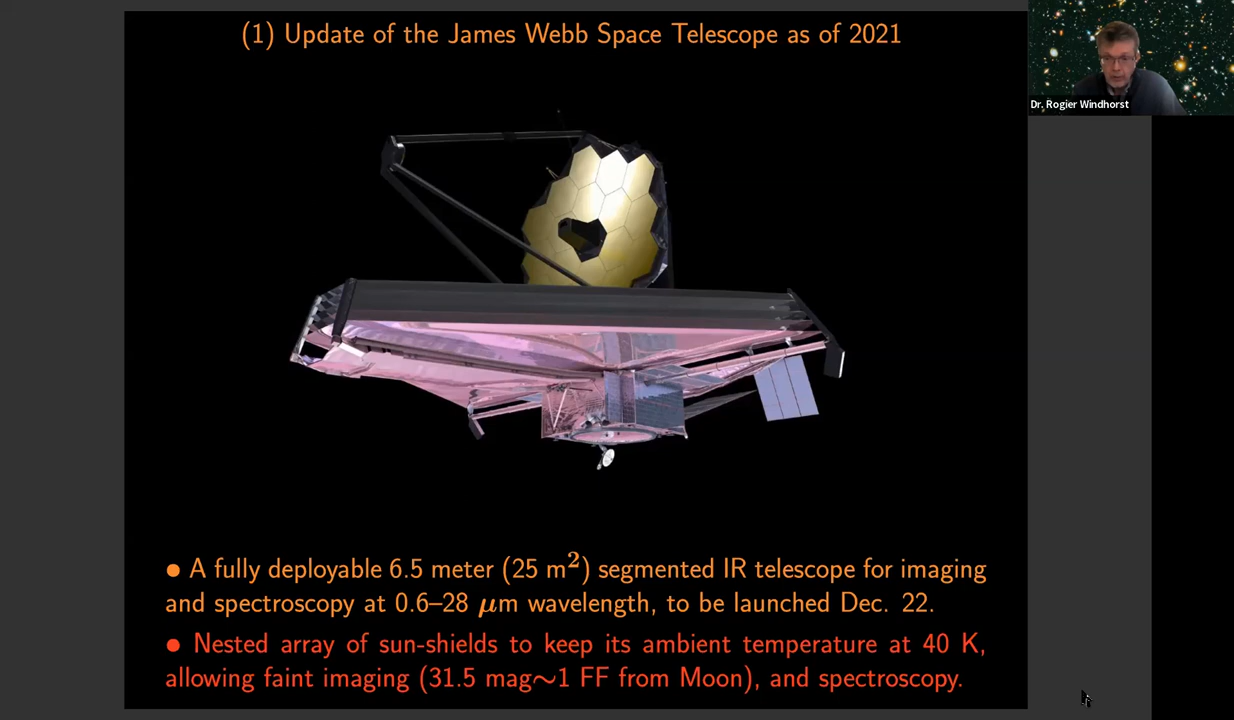 (1) Update of the James Webb Space Telescope as of 2021
Dr. Rogier Windhorst
● A fully deployable 6.5 meter (25 m²) segmented IR telescope for imaging
and spectroscopy at 0.6–28 μm wavelength, to be launched Dec. 22.
● Nested array of sun-shields to keep its ambient temperature at 40 K,
allowing faint imaging (31.5 mag∼1 FF from Moon), and spectroscopy.